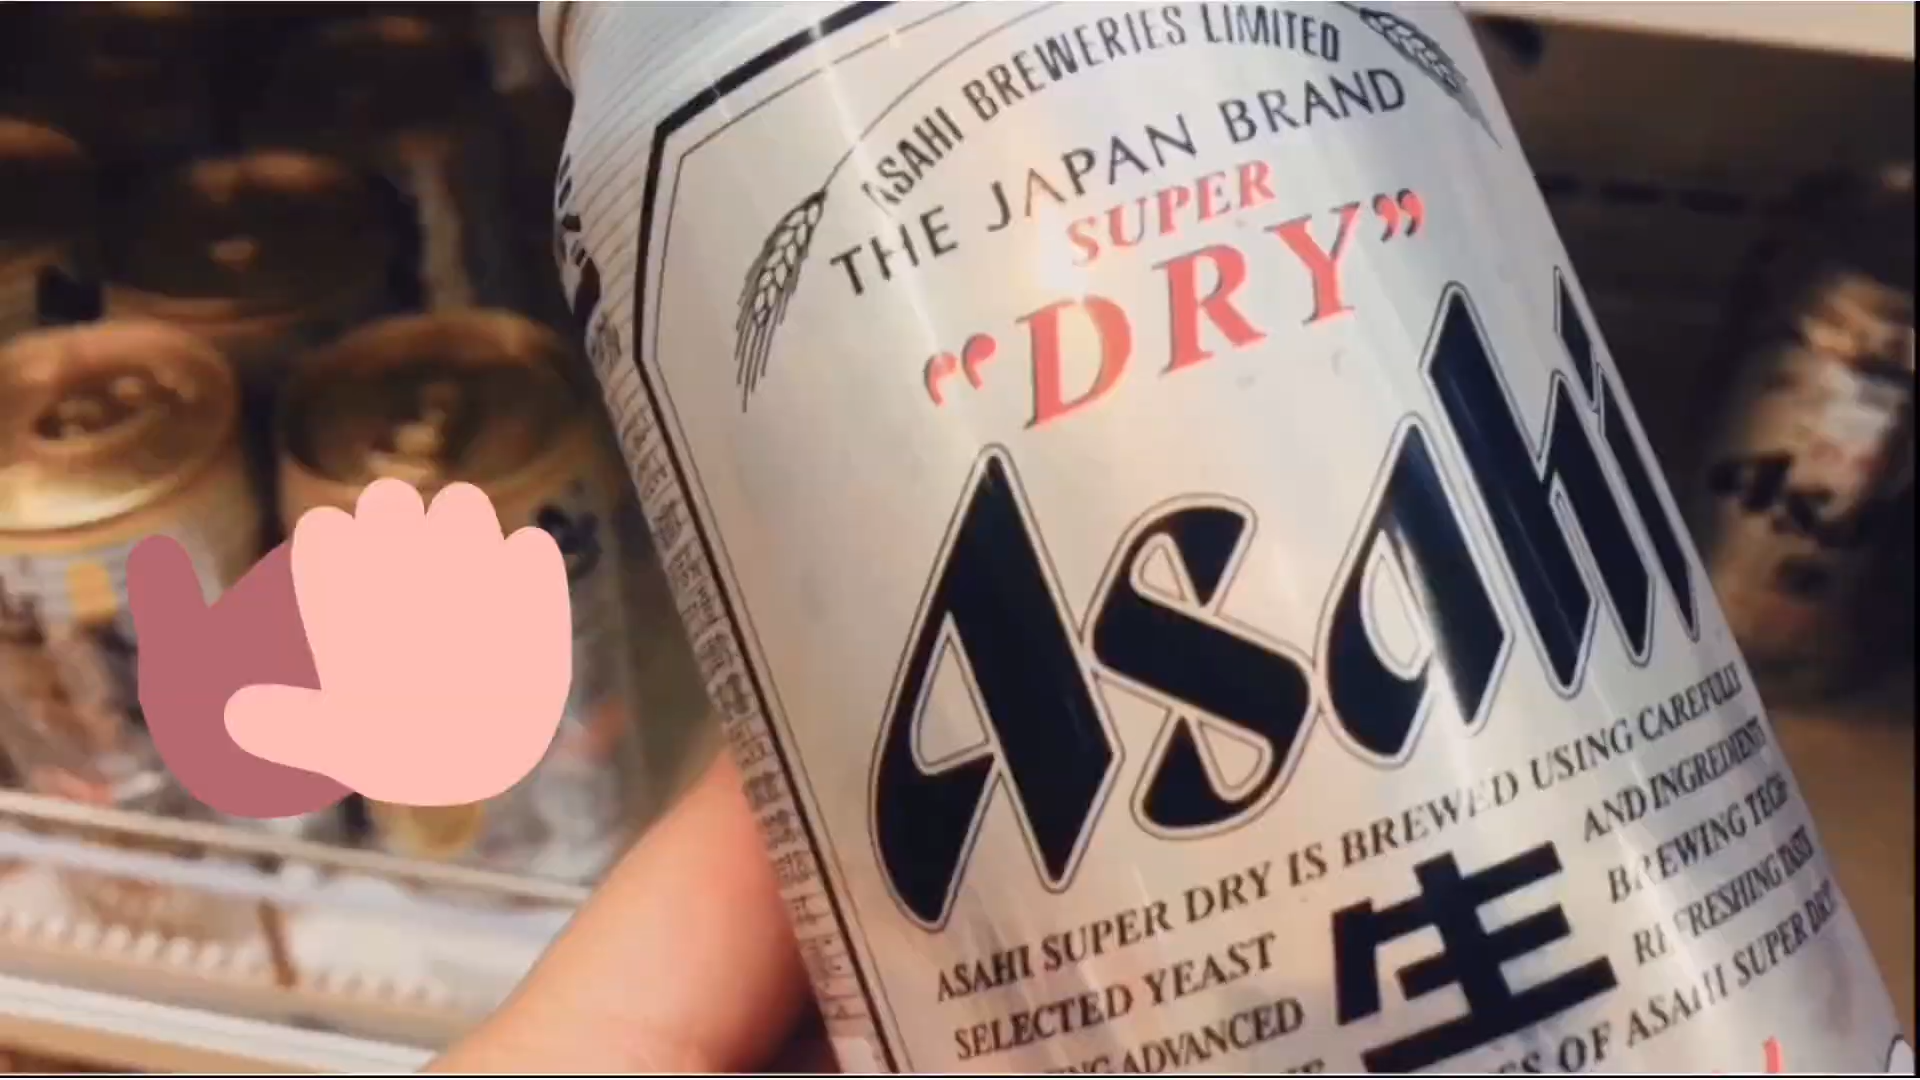 ASAHI BREWERIES LIMITED
THE JAPAN BRAND
SUPER
"DRY"
Asahi
ASAHI SUPER DRY IS BREWED USING CAREFULLY
SELECTED YEAST
AND INGREDIENTS
ADVANCED
生
BREWING TECH-
REFRESHING TASTE
OF ASAHI SUPER DRY